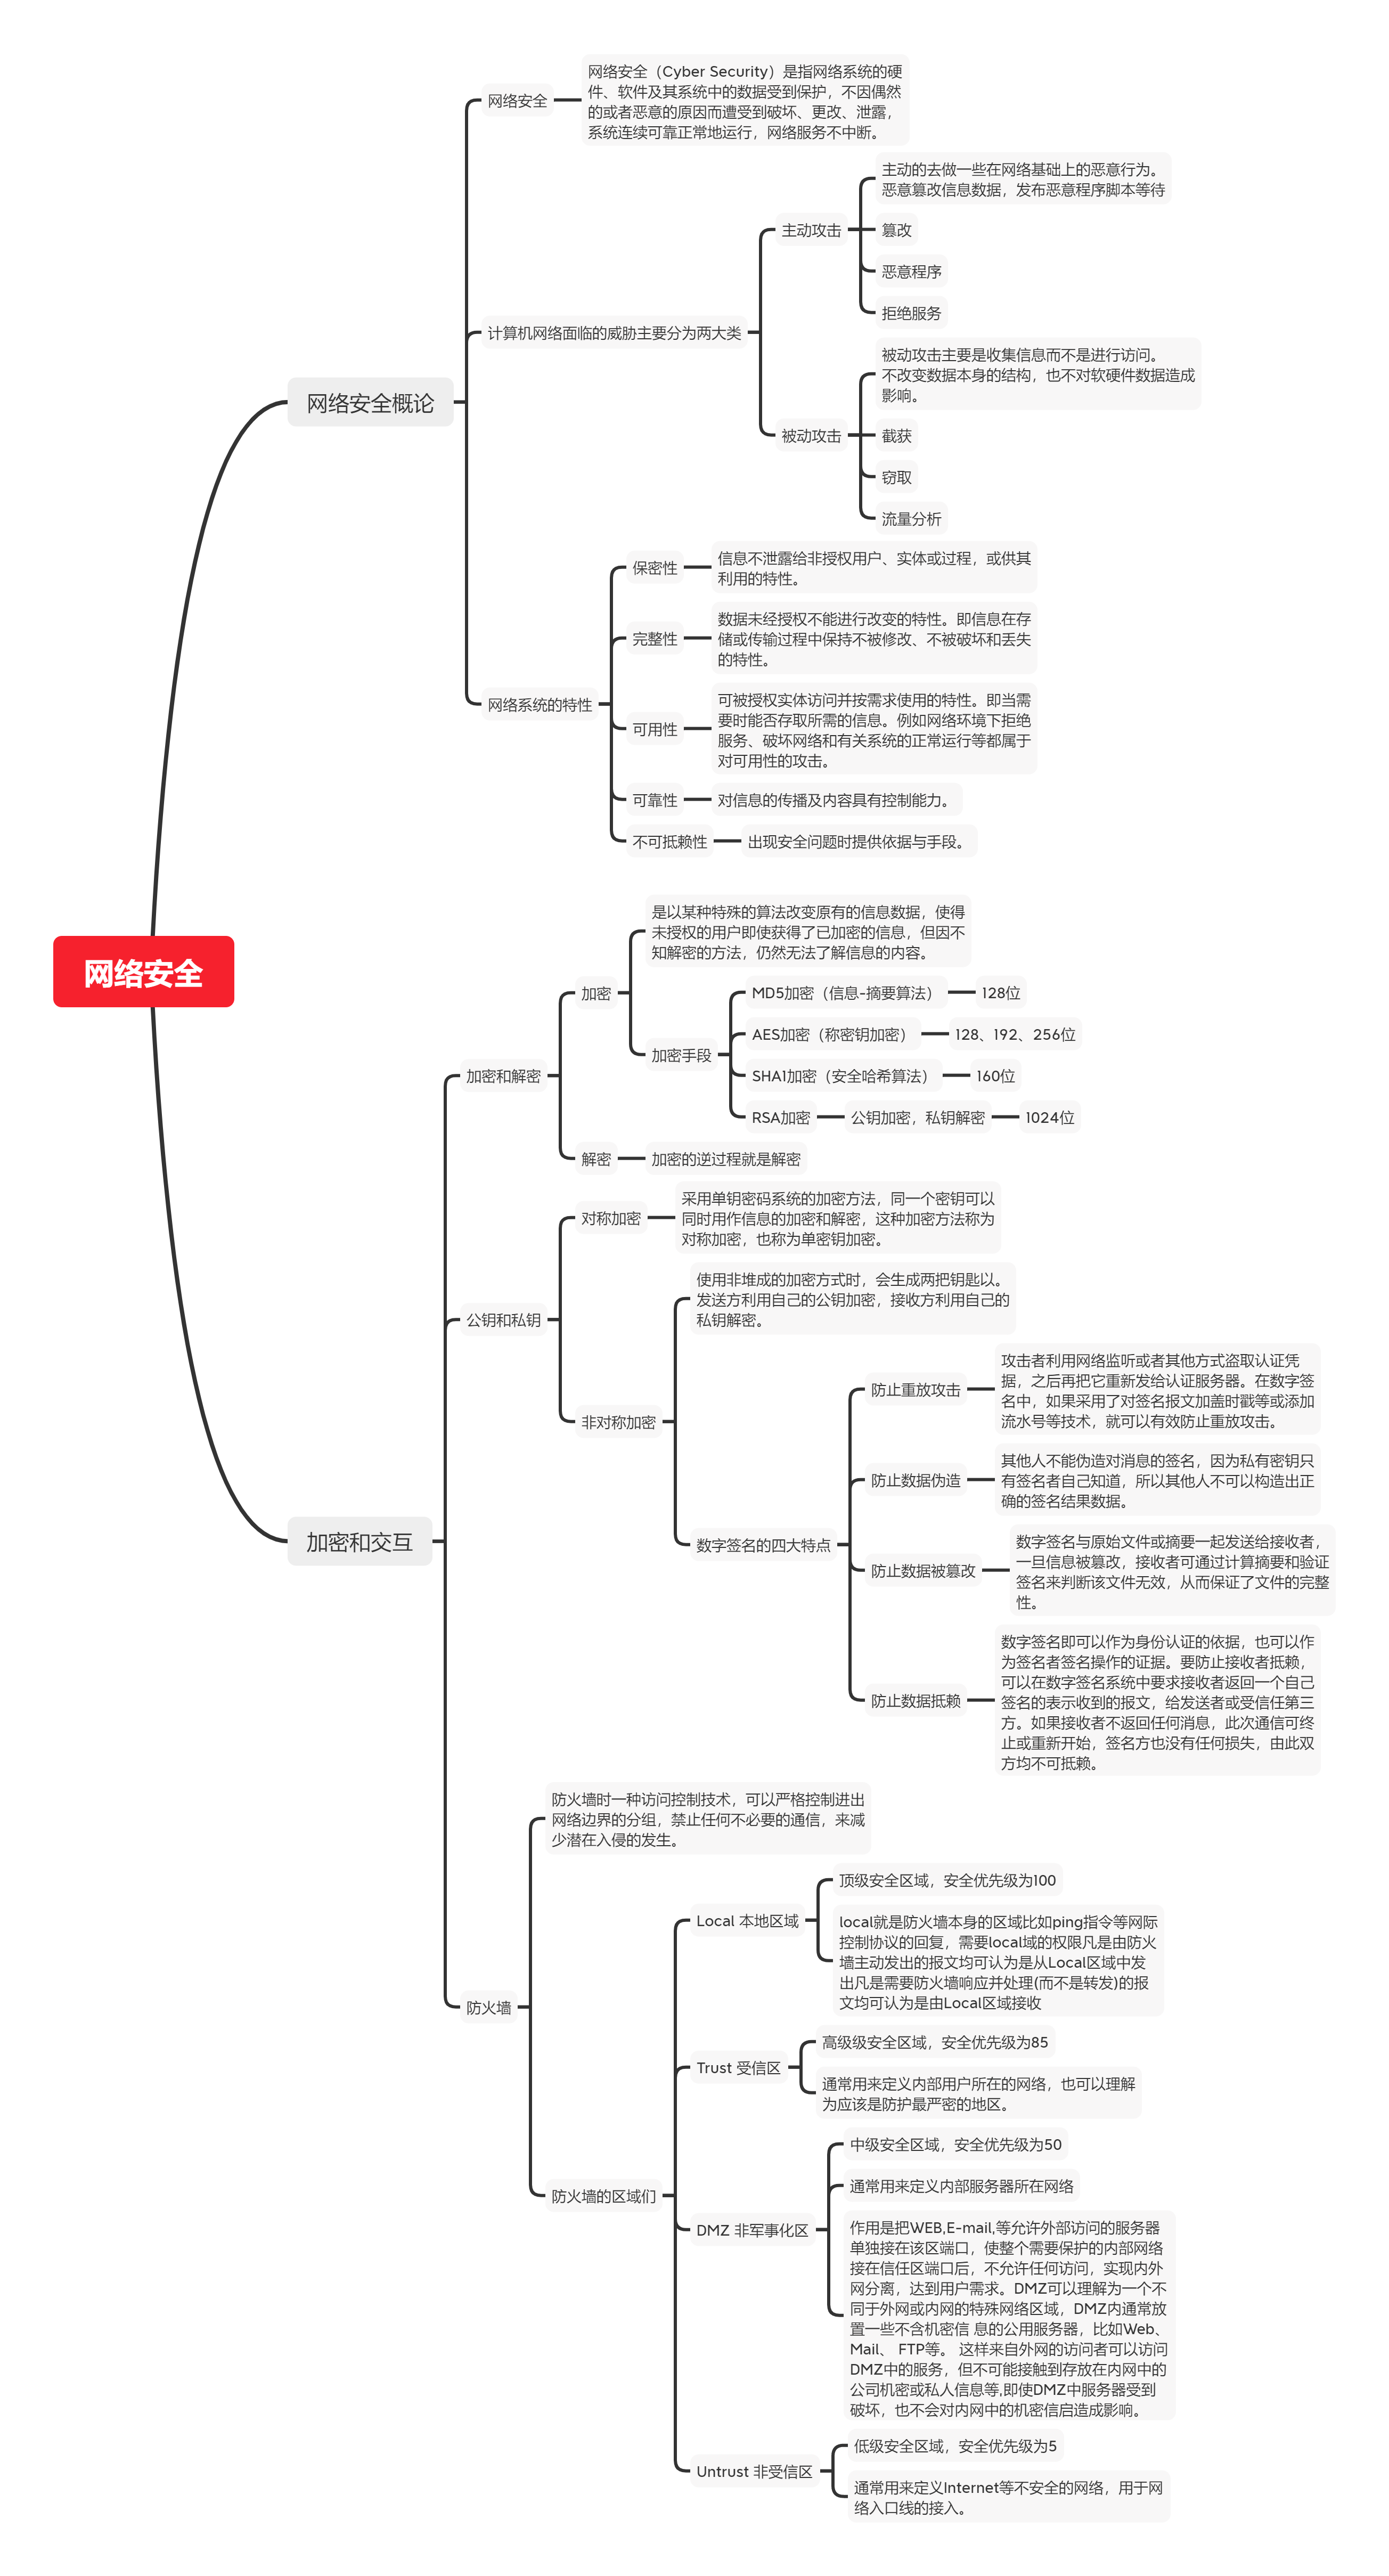 网络安全
网络安全概论
网络安全
网络安全（Cyber Security）是指网络系统的硬
件、软件及其系统中的数据受到保护，不因偶然
的或者恶意的原因而遭受到破坏、更改、泄露，
系统连续可靠正常地运行，网络服务不中断。
计算机网络面临的威胁主要分为两大类
主动攻击
主动的去做一些在网络基础上的恶意行为。
恶意篡改信息数据，发布恶意程序脚本等待
篡改
恶意程序
拒绝服务
被动攻击
被动攻击主要是收集信息而不是进行访问。
不改变数据本身的结构，也不对软硬件数据造成
影响。
截获
窃取
流量分析
网络系统的特性
保密性
信息不泄露给非授权用户、实体或过程，或供其
利用的特性。
完整性
数据未经授权不能进行改变的特性。即信息在存
储或传输过程中保持不被修改、不被破坏和丢失
的特性。
可用性
可被授权实体访问并按需求使用的特性。即当需
要时能否存取所需的信息。例如网络环境下拒绝
服务、破坏网络和有关系统的正常运行等都属于
对可用性的攻击。
可靠性
对信息的传播及内容具有控制能力。
不可抵赖性
出现安全问题时提供依据与手段。
加密和交互
加密和解密
加密
是以某种特殊的算法改变原有的信息数据，使得
未授权的用户即使获得了已加密的信息，但因不
知解密的方法，仍然无法了解信息的内容。
加密手段
MD5加密（信息-摘要算法）
128位
AES加密（称密钥加密）
128、192、256位
SHA1加密（安全哈希算法）
160位
RSA加密
公钥加密，私钥解密
1024位
解密
加密的逆过程就是解密
公钥和私钥
对称加密
采用单钥密码系统的加密方法，同一个密钥可以
同时用作信息的加密和解密，这种加密方法称为
对称加密，也称为单密钥加密。
非对称加密
使用非堆成的加密方式时，会生成两把钥匙以。
发送方利用自己的公钥加密，接收方利用自己的
私钥解密。
数字签名的四大特点
防止重放攻击
攻击者利用网络监听或者其他方式盗取认证凭
据，之后再把它重新发给认证服务器。在数字签
名中，如果采用了对签名报文加盖时戳等或添加
流水号等技术，就可以有效防止重放攻击。
防止数据伪造
其他人不能伪造对消息的签名，因为私有密钥只
有签名者自己知道，所以其他人不可以构造出正
确的签名结果数据。
防止数据被篡改
数字签名与原始文件或摘要一起发送给接收者，
一旦信息被篡改，接收者可通过计算摘要和验证
签名来判断该文件无效，从而保证了文件的完整
性。
防止数据抵赖
数字签名即可以作为身份认证的依据，也可以作
为签名者签名操作的证据。要防止接收者抵赖，
可以在数字签名系统中要求接收者返回一个自己
签名的表示收到的报文，给发送者或受信任第三
方。如果接收者不返回任何消息，此次通信可终
止或重新开始，签名方也没有任何损失，由此双
方均不可抵赖。
防火墙
防火墙时一种访问控制技术，可以严格控制进出
网络边界的分组，禁止任何不必要的通信，来减
少潜在入侵的发生。
防火墙的区域们
Local 本地区域
顶级安全区域，安全优先级为100
local就是防火墙本身的区域比如ping指令等网际
控制协议的回复，需要local域的权限凡是由防火
墙主动发出的报文均可认为是从Local区域中发
出凡是需要防火墙响应并处理(而不是转发)的报
文均可认为是由Local区域接收
Trust 受信区
高级级安全区域，安全优先级为85
通常用来定义内部用户所在的网络，也可以理解
为应该是防护最严密的地区。
DMZ 非军事化区
中级安全区域，安全优先级为50
通常用来定义内部服务器所在网络
作用是把WEB,E-mail,等允许外部访问的服务器
单独接在该区端口，使整个需要保护的内部网络
接在信任区端口后，不允许任何访问，实现内外
网分离，达到用户需求。DMZ可以理解为一个不
同于外网或内网的特殊网络区域，DMZ内通常放
置一些不含机密信 息的公用服务器，比如Web、
Mail、 FTP等。 这样来自外网的访问者可以访问
DMZ中的服务，但不可能接触到存放在内网中的
公司机密或私人信息等,即使DMZ中服务器受到
破坏，也不会对内网中的机密信启造成影响。
Untrust 非受信区
低级安全区域，安全优先级为5
通常用来定义Internet等不安全的网络，用于网
络入口线的接入。